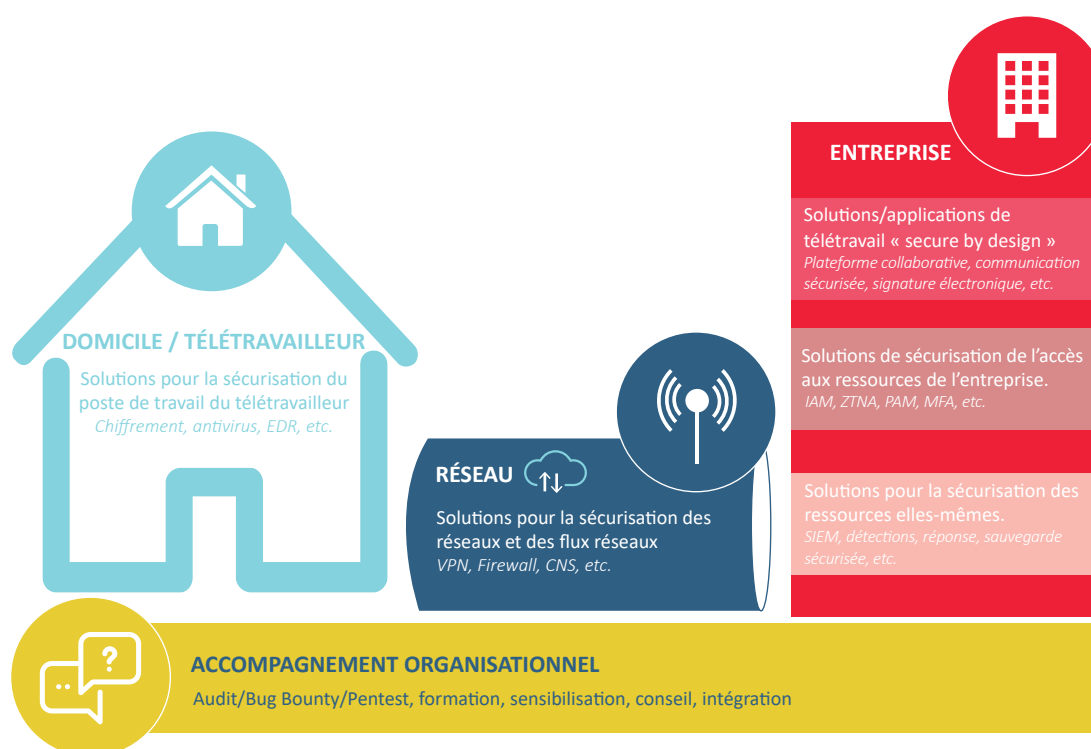 DOMICILE / TÉLÉTRAVAILLEUR
Solutions pour la sécurisation du
poste de travail du télétravailleur
Chiffrement, antivirus, EDR, etc.
RÉSEAU
Solutions pour la sécurisation des
réseaux et des flux réseaux
VPN, Firewall, CNS, etc.
ENTREPRISE
Solutions/applications de
télétravail « secure by design »
Plateforme collaborative, communication
sécurisée, signature électronique, etc.
Solutions de sécurisation de l’accès
aux ressources de l’entreprise.
IAM, ZTNA, PAM, MFA, etc.
Solutions pour la sécurisation des
ressources elles-mêmes.
SIEM, détections, réponse, sauvegarde
sécurisée, etc.
?
ACCOMPAGNEMENT ORGANISATIONNEL
Audit/Bug Bounty/Pentest, formation, sensibilisation, conseil, intégration